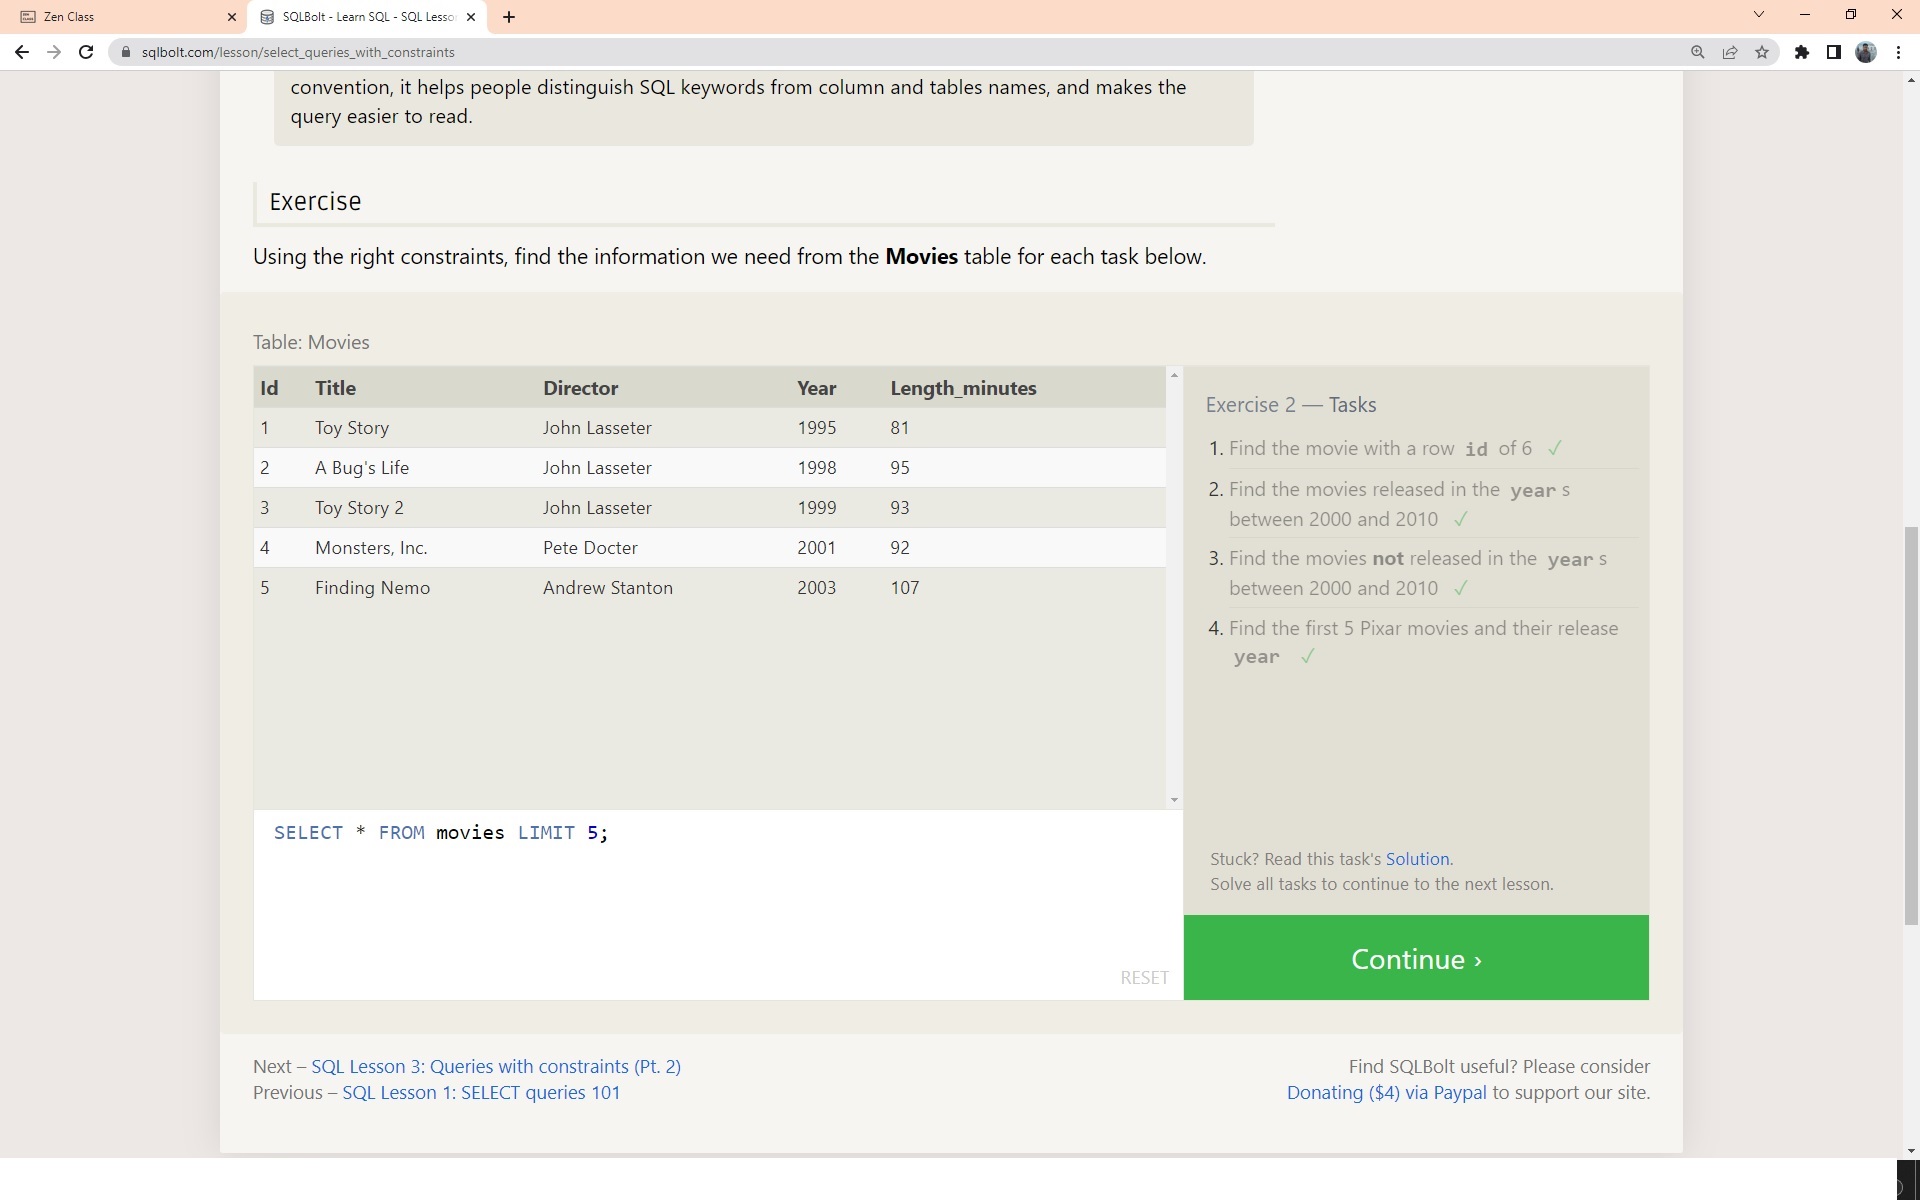 Zen Class
SQLBolt - Learn SQL - SQL Lesso
sqlbolt.com/lesson/select_queries_with_constraints
convention, it helps people distinguish SQL keywords from column and tables names, and makes the
query easier to read.
Exercise
Using the right constraints, find the information we need from the Movies table for each task below.
Table: Movies
Id Title Director Year Length_minutes
1 Toy Story John Lasseter 1995 81
2 A Bug's Life John Lasseter 1998 95
3 Toy Story 2 John Lasseter 1999 93
4 Monsters, Inc. Pete Docter 2001 92
5 Finding Nemo Andrew Stanton 2003 107
SELECT * FROM movies LIMIT 5;
RESET
Exercise 2 — Tasks
1. Find the movie with a row id of 6 ✓
2. Find the movies released in the year s
between 2000 and 2010 ✓
3. Find the movies not released in the year s
between 2000 and 2010 ✓
4. Find the first 5 Pixar movies and their release
year ✓
Stuck? Read this task's Solution.
Solve all tasks to continue to the next lesson.
Continue ›
Next – SQL Lesson 3: Queries with constraints (Pt. 2)
Previous – SQL Lesson 1: SELECT queries 101
Find SQLBolt useful? Please consider
Donating ($4) via Paypal to support our site.